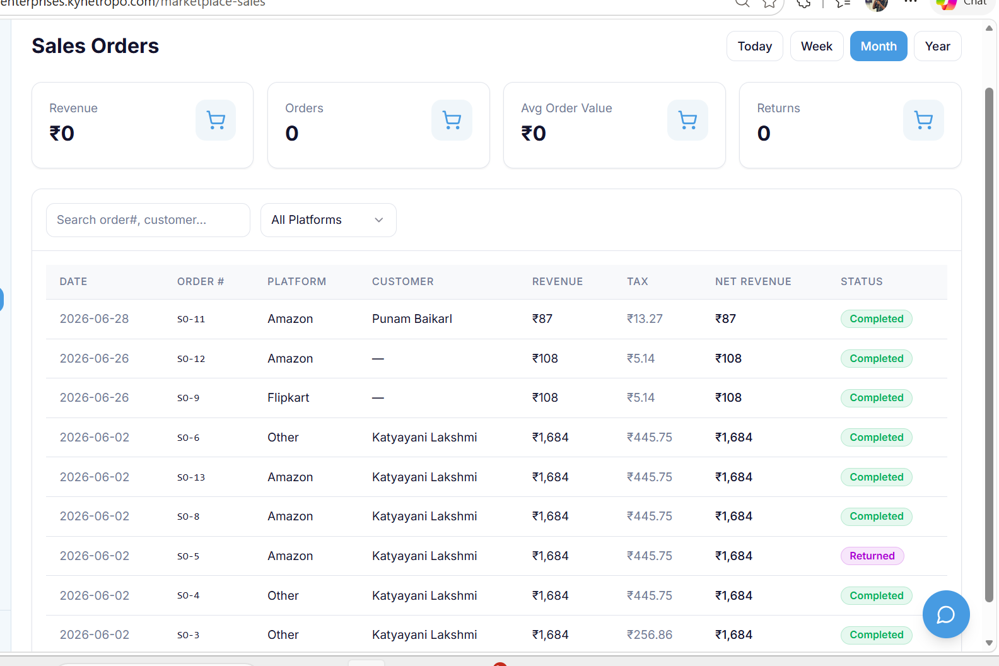 enterprises.kynetropo.com/marketplace-sales
Chat
Sales Orders
Today Week Month Year
Revenue
₹0
Orders
0
Avg Order Value
₹0
Returns
0
Search order#, customer...
All Platforms
DATE ORDER # PLATFORM CUSTOMER REVENUE TAX NET REVENUE STATUS
2026-06-28 SO-11 Amazon Punam Baikarl ₹87 ₹13.27 ₹87 Completed
2026-06-26 SO-12 Amazon — ₹108 ₹5.14 ₹108 Completed
2026-06-26 SO-9 Flipkart — ₹108 ₹5.14 ₹108 Completed
2026-06-02 SO-6 Other Katyayani Lakshmi ₹1,684 ₹445.75 ₹1,684 Completed
2026-06-02 SO-13 Amazon Katyayani Lakshmi ₹1,684 ₹445.75 ₹1,684 Completed
2026-06-02 SO-8 Amazon Katyayani Lakshmi ₹1,684 ₹445.75 ₹1,684 Completed
2026-06-02 SO-5 Amazon Katyayani Lakshmi ₹1,684 ₹445.75 ₹1,684 Returned
2026-06-02 SO-4 Other Katyayani Lakshmi ₹1,684 ₹445.75 ₹1,684 Completed
2026-06-02 SO-3 Other Katyayani Lakshmi ₹1,684 ₹256.86 ₹1,684 Completed